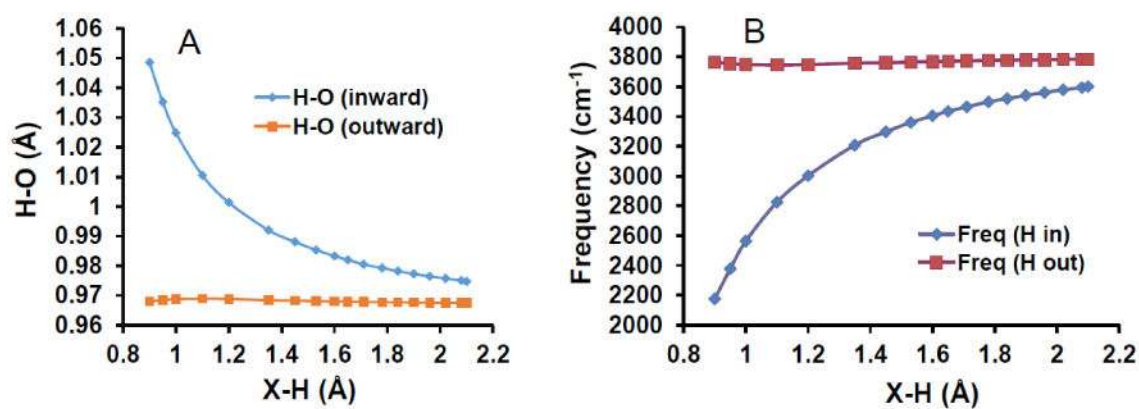 A
H-O (Å)
1.06
1.05
1.04
1.03
1.02
1.01
1
0.99
0.98
0.97
0.96
H-O (inward)
H-O (outward)
0.8 1 1.2 1.4 1.6 1.8 2 2.2
X-H (Å)
B
Frequency (cm-1)
4000
3800
3600
3400
3200
3000
2800
2600
2400
2200
2000
Freq (H in)
Freq (H out)
0.8 1 1.2 1.4 1.6 1.8 2 2.2
X-H (Å)